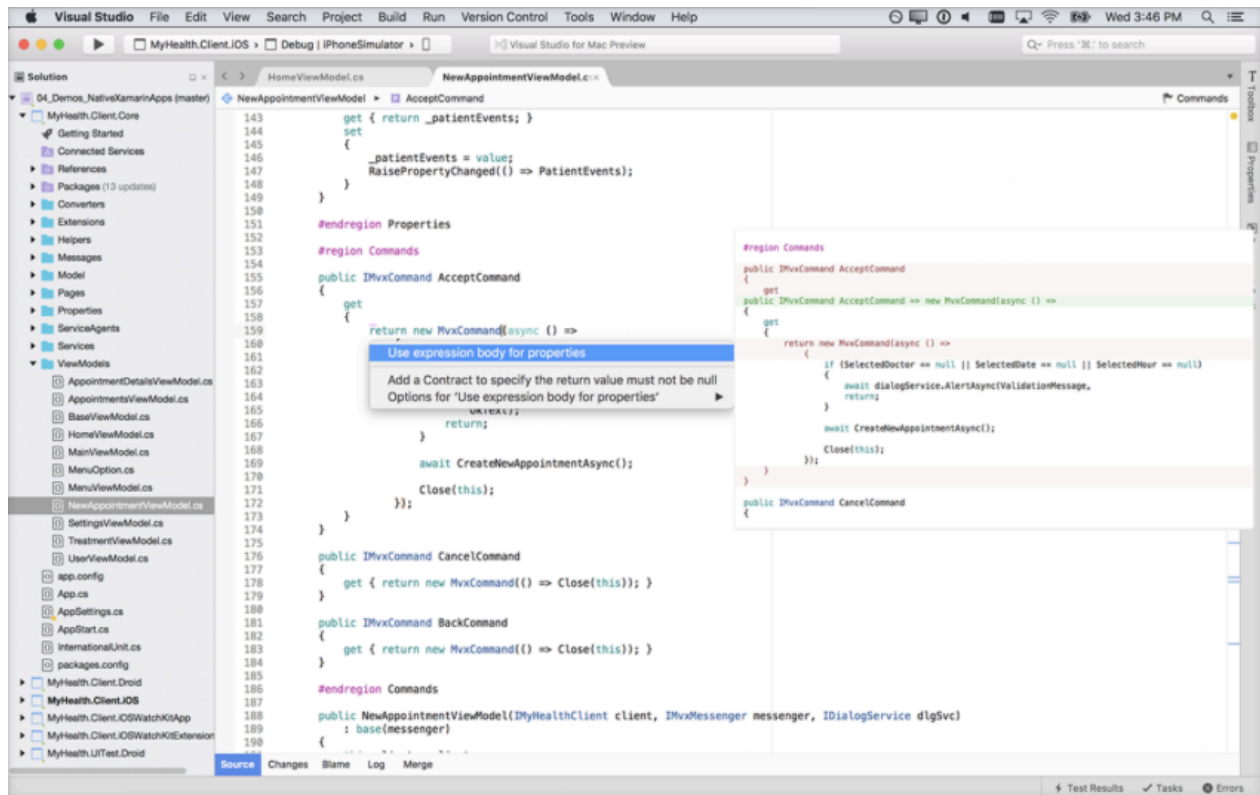 Visual Studio File Edit View Search Project Build Run Version Control Tools Window Help Wed 3:46 PM
MyHealth.Client.iOS › Debug | iPhoneSimulator › Visual Studio for Mac Preview Press '⌘.' to search
Solution
04_Demos_NativeXamarinApps (master)
MyHealth.Client.Core
Getting Started
Connected Services
References
Packages (13 updates)
Converters
Extensions
Helpers
Messages
Model
Pages
Properties
ServiceAgents
Services
ViewModels
AppointmentDetailsViewModel.cs
AppointmentsViewModel.cs
BaseViewModel.cs
HomeViewModel.cs
MainViewModel.cs
MenuOption.cs
MenuViewModel.cs
NewAppointmentViewModel.cs
SettingsViewModel.cs
TreatmentViewModel.cs
UserViewModel.cs
app.config
App.cs
AppSettings.cs
AppStart.cs
InternationalUnit.cs
packages.config
MyHealth.Client.Droid
MyHealth.Client.iOS
MyHealth.Client.iOSWatchKitApp
MyHealth.Client.iOSWatchKitExtension
MyHealth.UITest.Droid
HomeViewModel.cs NewAppointmentViewModel.c
NewAppointmentViewModel ▸ AcceptCommand Commands
143 get { return _patientEvents; }
144 set
145 {
146 _patientEvents = value;
147 RaisePropertyChanged(() => PatientEvents);
148 }
149 }
150
151 #endregion Properties
152
153 #region Commands
154
155 public IMvxCommand AcceptCommand
156 {
157 get
158 {
159 return new MvxCommand(async () =>
160
161
162
163
164
165 OkText);
166 return;
167 }
168
169 await CreateNewAppointmentAsync();
170
171 Close(this);
172 });
173 }
174 }
175
176 public IMvxCommand CancelCommand
177 {
178 get { return new MvxCommand(() => Close(this)); }
179 }
180
181 public IMvxCommand BackCommand
182 {
183 get { return new MvxCommand(() => Close(this)); }
184 }
185
186 #endregion Commands
187
188 public NewAppointmentViewModel(IMyHealthClient client, IMvxMessenger messenger, IDialogService dlgSvc)
189 : base(messenger)
190 {
Use expression body for properties
Add a Contract to specify the return value must not be null
Options for 'Use expression body for properties'
#region Commands
public IMvxCommand AcceptCommand
{
get
public IMvxCommand AcceptCommand => new MvxCommand(async () =>
{
get
{
return new MvxCommand(async () =>
{
if (SelectedDoctor == null || SelectedDate == null || SelectedHour == null)
{
await dialogService.AlertAsync(ValidationMessage,
return;
}
await CreateNewAppointmentAsync();
Close(this);
});
}
}
public IMvxCommand CancelCommand
{
Toolbox
Properties
Source Changes Blame Log Merge
Test Results Tasks Errors